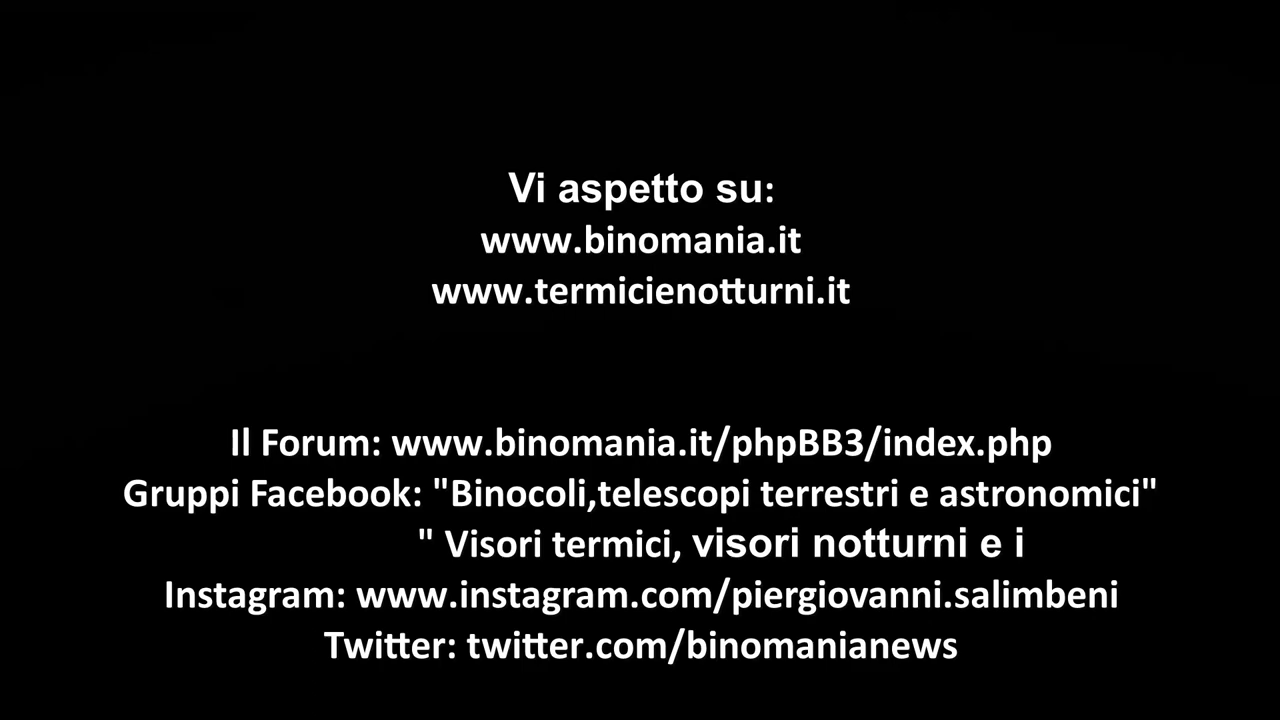 Vi aspetto su:
www.binomania.it
www.termicienotturni.it
Il Forum: www.binomania.it/phpBB3/index.php
Gruppi Facebook: "Binocoli,telescopi terrestri e astronomici"
" Visori termici, visori notturni e i
Instagram: www.instagram.com/piergiovanni.salimbeni
Twitter: twitter.com/binomanianews